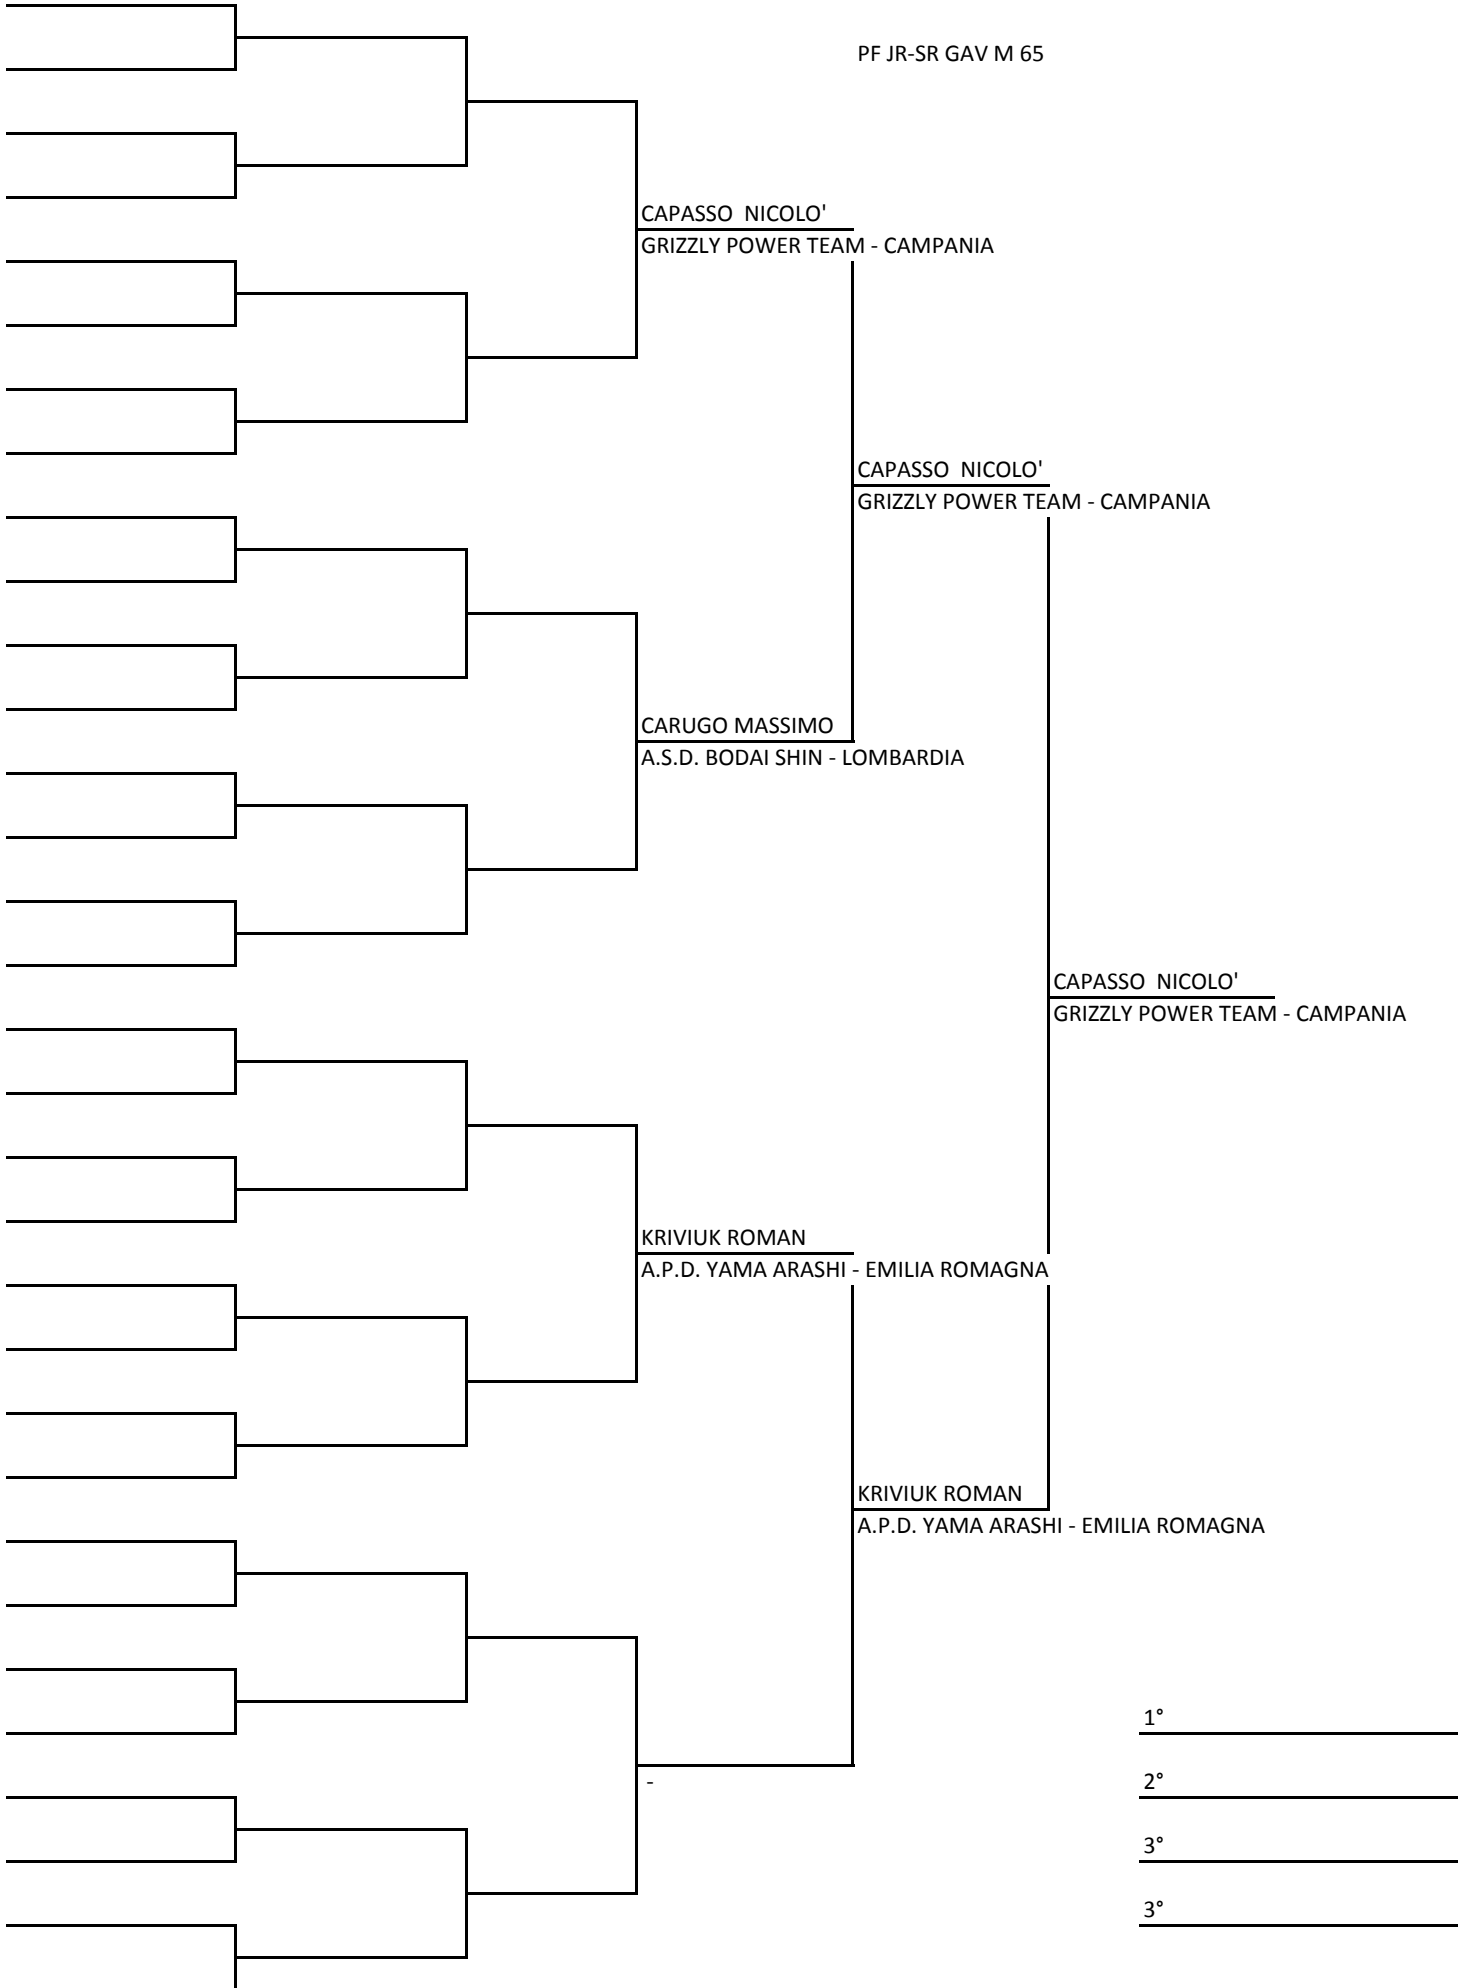 PF JR-SR GAV M 65
CAPASSO  NICOLO'
GRIZZLY POWER TEAM - CAMPANIA
CAPASSO  NICOLO'
GRIZZLY POWER TEAM - CAMPANIA
CARUGO MASSIMO
A.S.D. BODAI SHIN - LOMBARDIA
CAPASSO  NICOLO'
GRIZZLY POWER TEAM - CAMPANIA
KRIVIUK ROMAN
A.P.D. YAMA ARASHI - EMILIA ROMAGNA
KRIVIUK ROMAN
A.P.D. YAMA ARASHI - EMILIA ROMAGNA
1°
-
2°
3°
3°